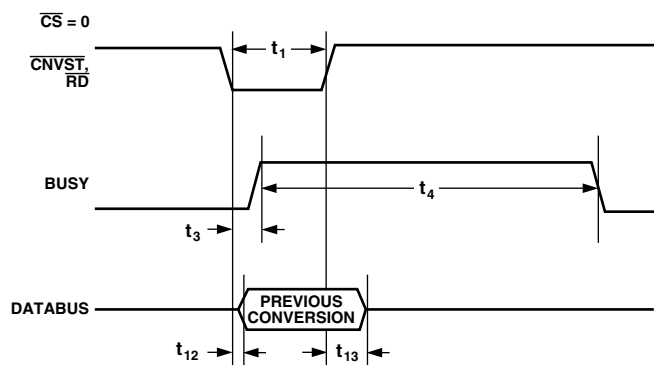 CS = 0
t1
CNVST,
RD
BUSY
t4
t3
DATABUS
PREVIOUS
CONVERSION
t12
t13